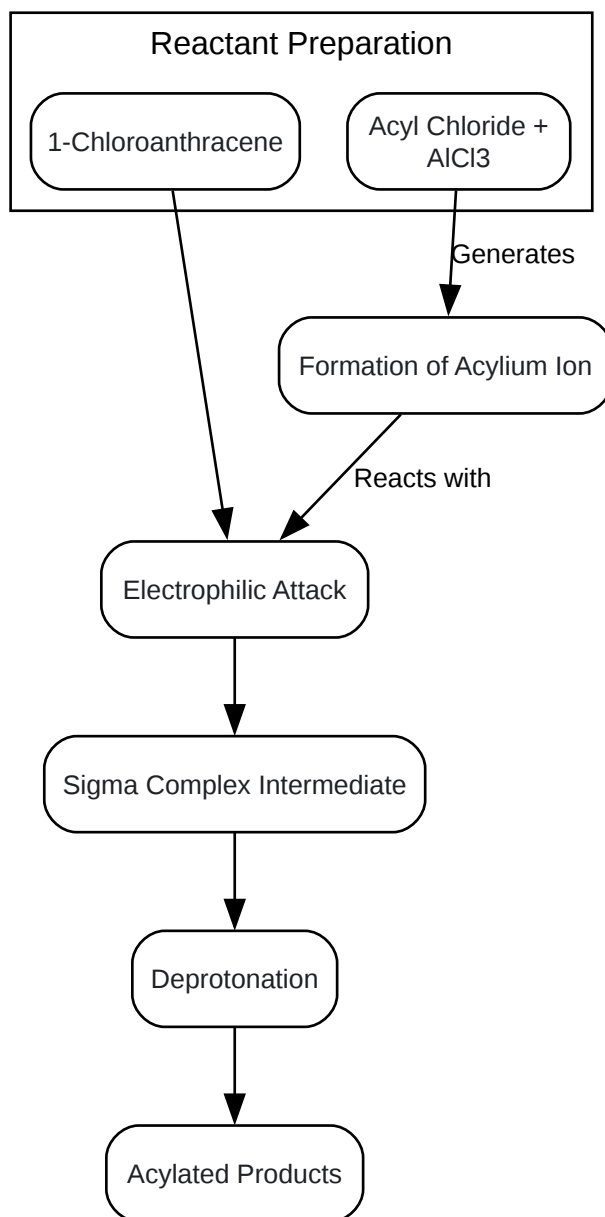 Reactant Preparation
1-Chloroanthracene
Acyl Chloride +
AlCl3
Generates
Formation of Acylium Ion
Reacts with
Electrophilic Attack
Sigma Complex Intermediate
Deprotonation
Acylated Products